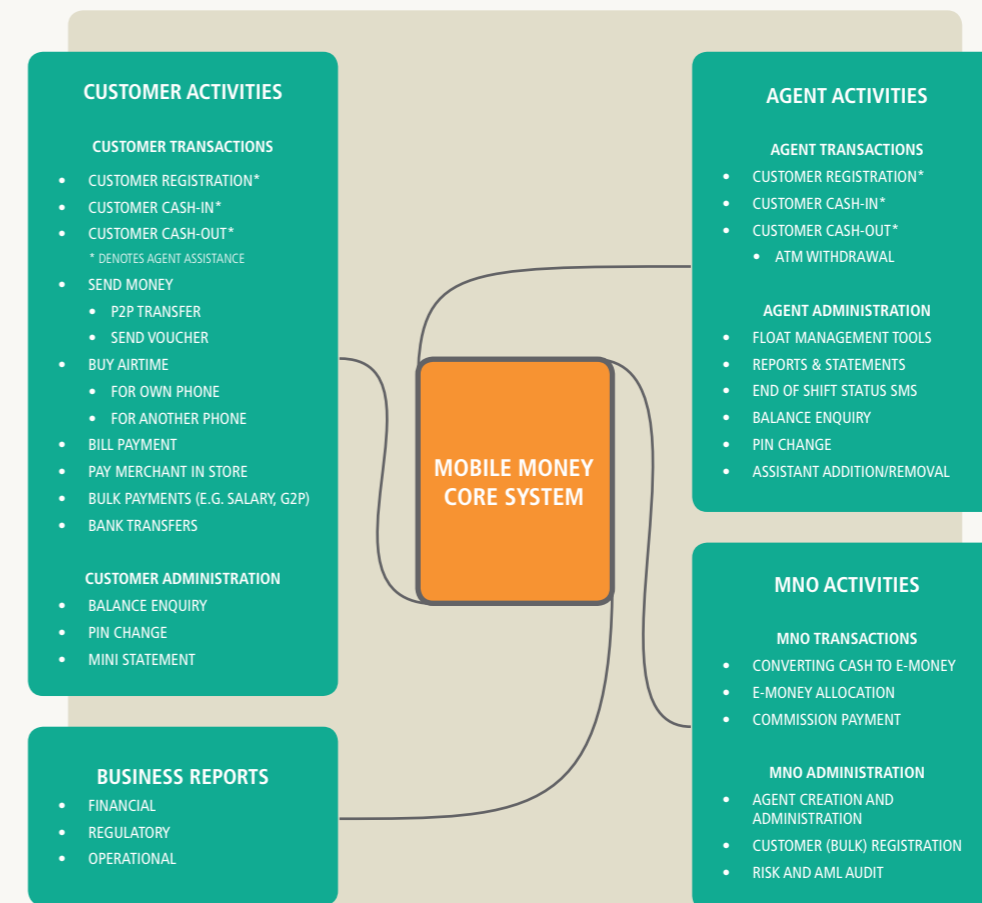 CUSTOMER ACTIVITIES
CUSTOMER TRANSACTIONS
• CUSTOMER REGISTRATION*
• CUSTOMER CASH-IN*
• CUSTOMER CASH-OUT*
* DENOTES AGENT ASSISTANCE
• SEND MONEY
• P2P TRANSFER
• SEND VOUCHER
• BUY AIRTIME
• FOR OWN PHONE
• FOR ANOTHER PHONE
• BILL PAYMENT
• PAY MERCHANT IN STORE
• BULK PAYMENTS (E.G. SALARY, G2P)
• BANK TRANSFERS
CUSTOMER ADMINISTRATION
• BALANCE ENQUIRY
• PIN CHANGE
• MINI STATEMENT
BUSINESS REPORTS
• FINANCIAL
• REGULATORY
• OPERATIONAL
MOBILE MONEY
CORE SYSTEM
AGENT ACTIVITIES
AGENT TRANSACTIONS
• CUSTOMER REGISTRATION*
• CUSTOMER CASH-IN*
• CUSTOMER CASH-OUT*
• ATM WITHDRAWAL
AGENT ADMINISTRATION
• FLOAT MANAGEMENT TOOLS
• REPORTS & STATEMENTS
• END OF SHIFT STATUS SMS
• BALANCE ENQUIRY
• PIN CHANGE
• ASSISTANT ADDITION/REMOVAL
MNO ACTIVITIES
MNO TRANSACTIONS
• CONVERTING CASH TO E-MONEY
• E-MONEY ALLOCATION
• COMMISSION PAYMENT
MNO ADMINISTRATION
• AGENT CREATION AND
ADMINISTRATION
• CUSTOMER (BULK) REGISTRATION
• RISK AND AML AUDIT